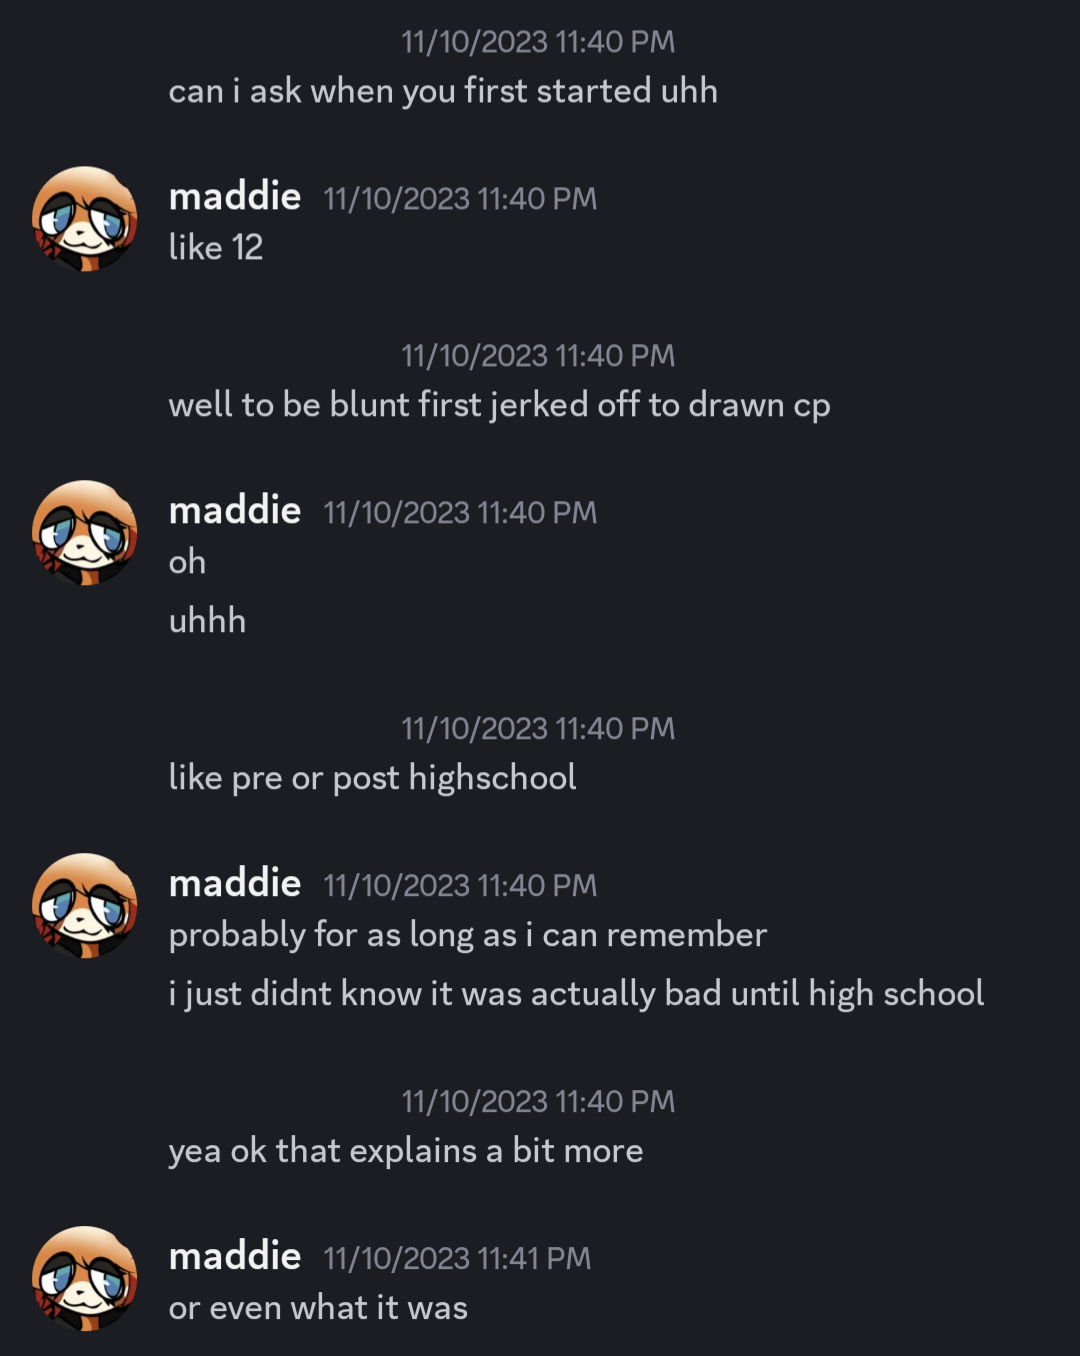 11/10/2023 11:40 PM
can i ask when you first started uhh
maddie 11/10/2023 11:40 PM
like 12
11/10/2023 11:40 PM
well to be blunt first jerked off to drawn cp
maddie 11/10/2023 11:40 PM
oh
uhhh
11/10/2023 11:40 PM
like pre or post highschool
maddie 11/10/2023 11:40 PM
probably for as long as i can remember
i just didnt know it was actually bad until high school
11/10/2023 11:40 PM
yea ok that explains a bit more
maddie 11/10/2023 11:41 PM
or even what it was